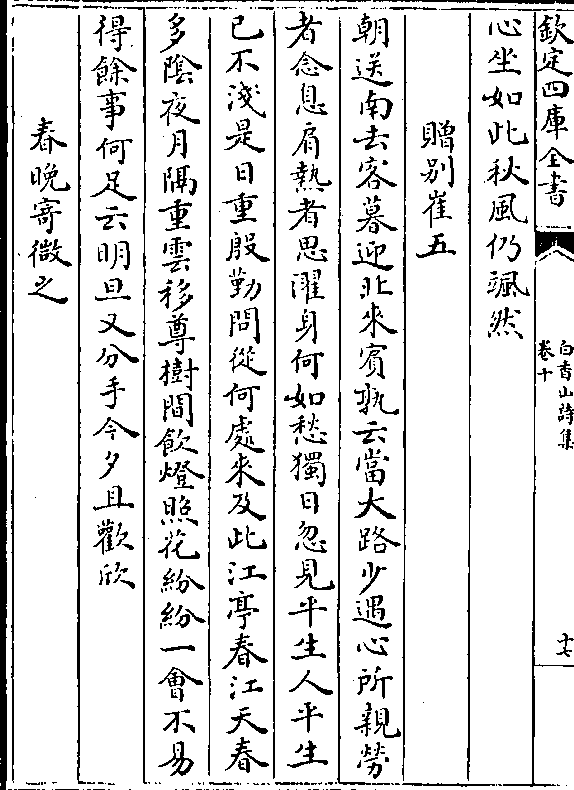 欽定四庫全書
白香山詩集
卷十
十七
心坐如此秋風仍颯然
贈别崔五
朝送南去客暮迎北來賓孰云當大路少遇心所親勞
者念息肩熱者思濯身何如愁獨日忽見平生人平生
已不淺是日重殷勤問從何處來及此江亭春江天春
多陰夜月隔重雲移尊樹間飲燈照花紛紛一會不易
得餘事何足云明旦又分手今夕且歡欣
春晚寄微之